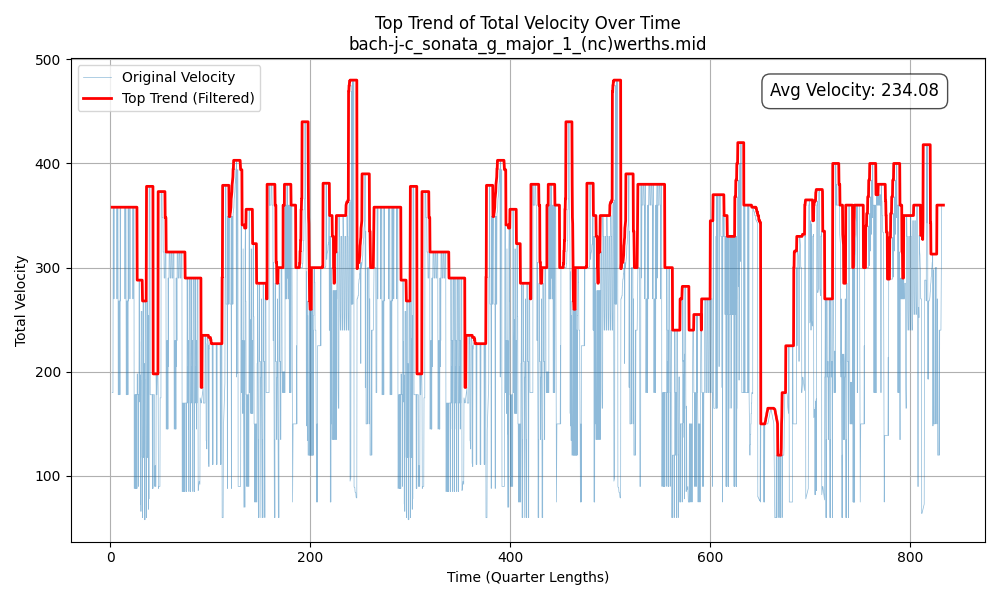 Top Trend of Total Velocity Over Time
bach-j-c_sonata_g_major_1_(nc)werths.mid
Original Velocity
Top Trend (Filtered)
Avg Velocity: 234.08
500
400
300
200
100
Total Velocity
0 200 400 600 800
Time (Quarter Lengths)